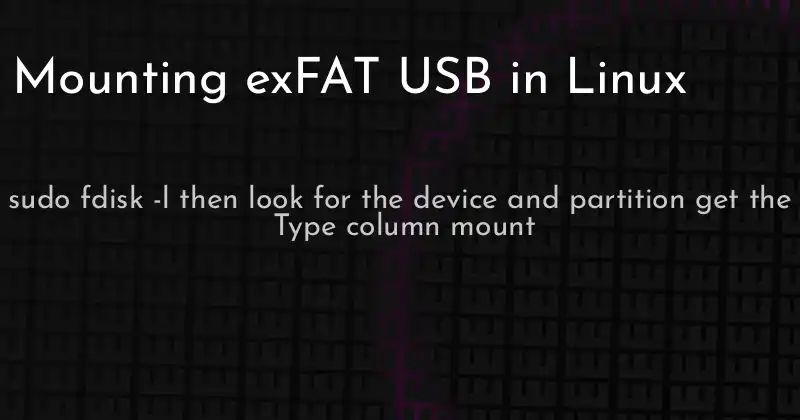 Mounting exFAT USB in Linux
sudo fdisk -l then look for the device and partition get the
Type column mount